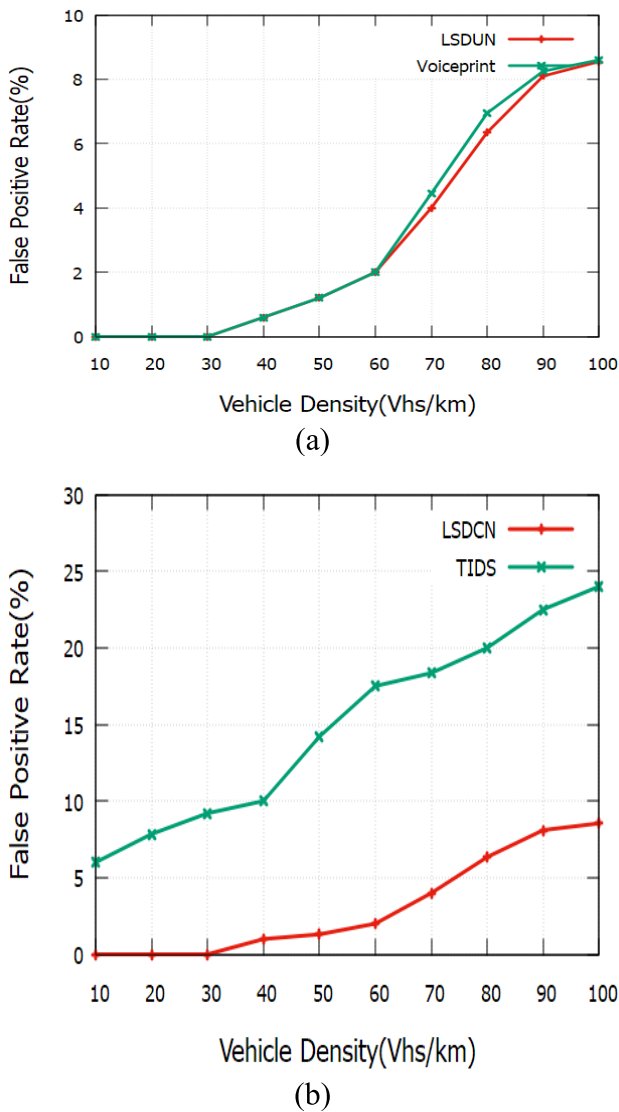 10
8
6
4
2
0
False Positive Rate(%)
LSDUN
Voiceprint
10 20 30 40 50 60 70 80 90 100
Vehicle Density(Vhs/km)
(a)
30
25
20
15
10
5
0
False Positive Rate(%)
LSDCN
TIDS
10 20 30 40 50 60 70 80 90 100
Vehicle Density(Vhs/km)
(b)